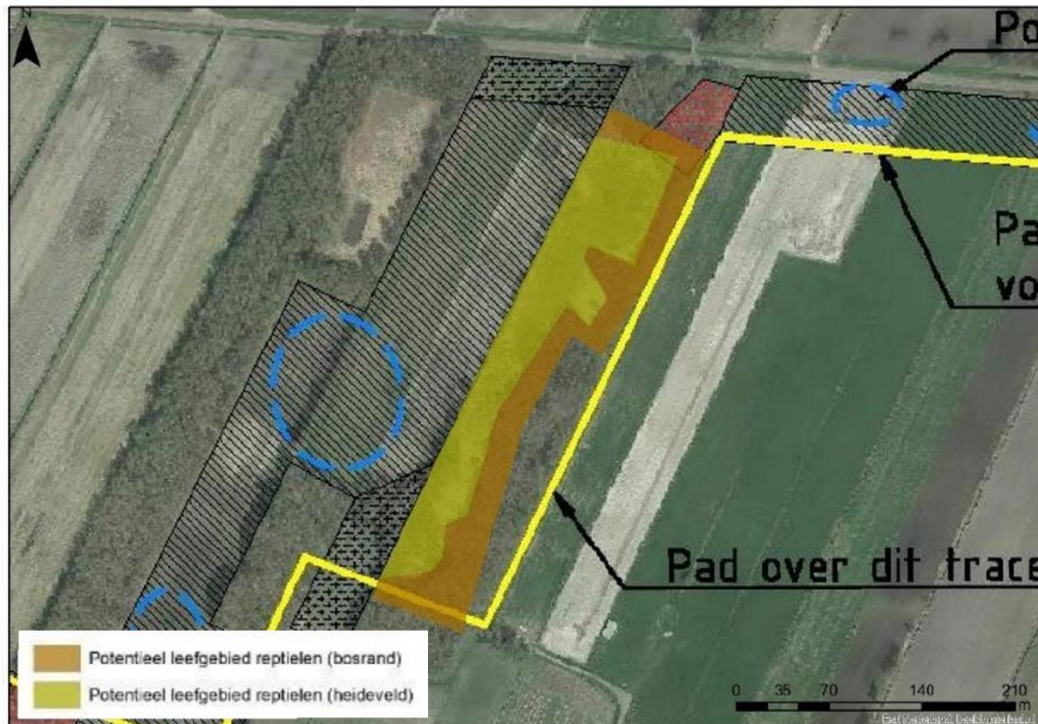 Z
Po
Pa
vo
Pad over dit trace
Potentieel leefgebied reptielen (bosrand)
Potentieel leefgebied reptielen (heideveld)
0 35 70 140 210
m